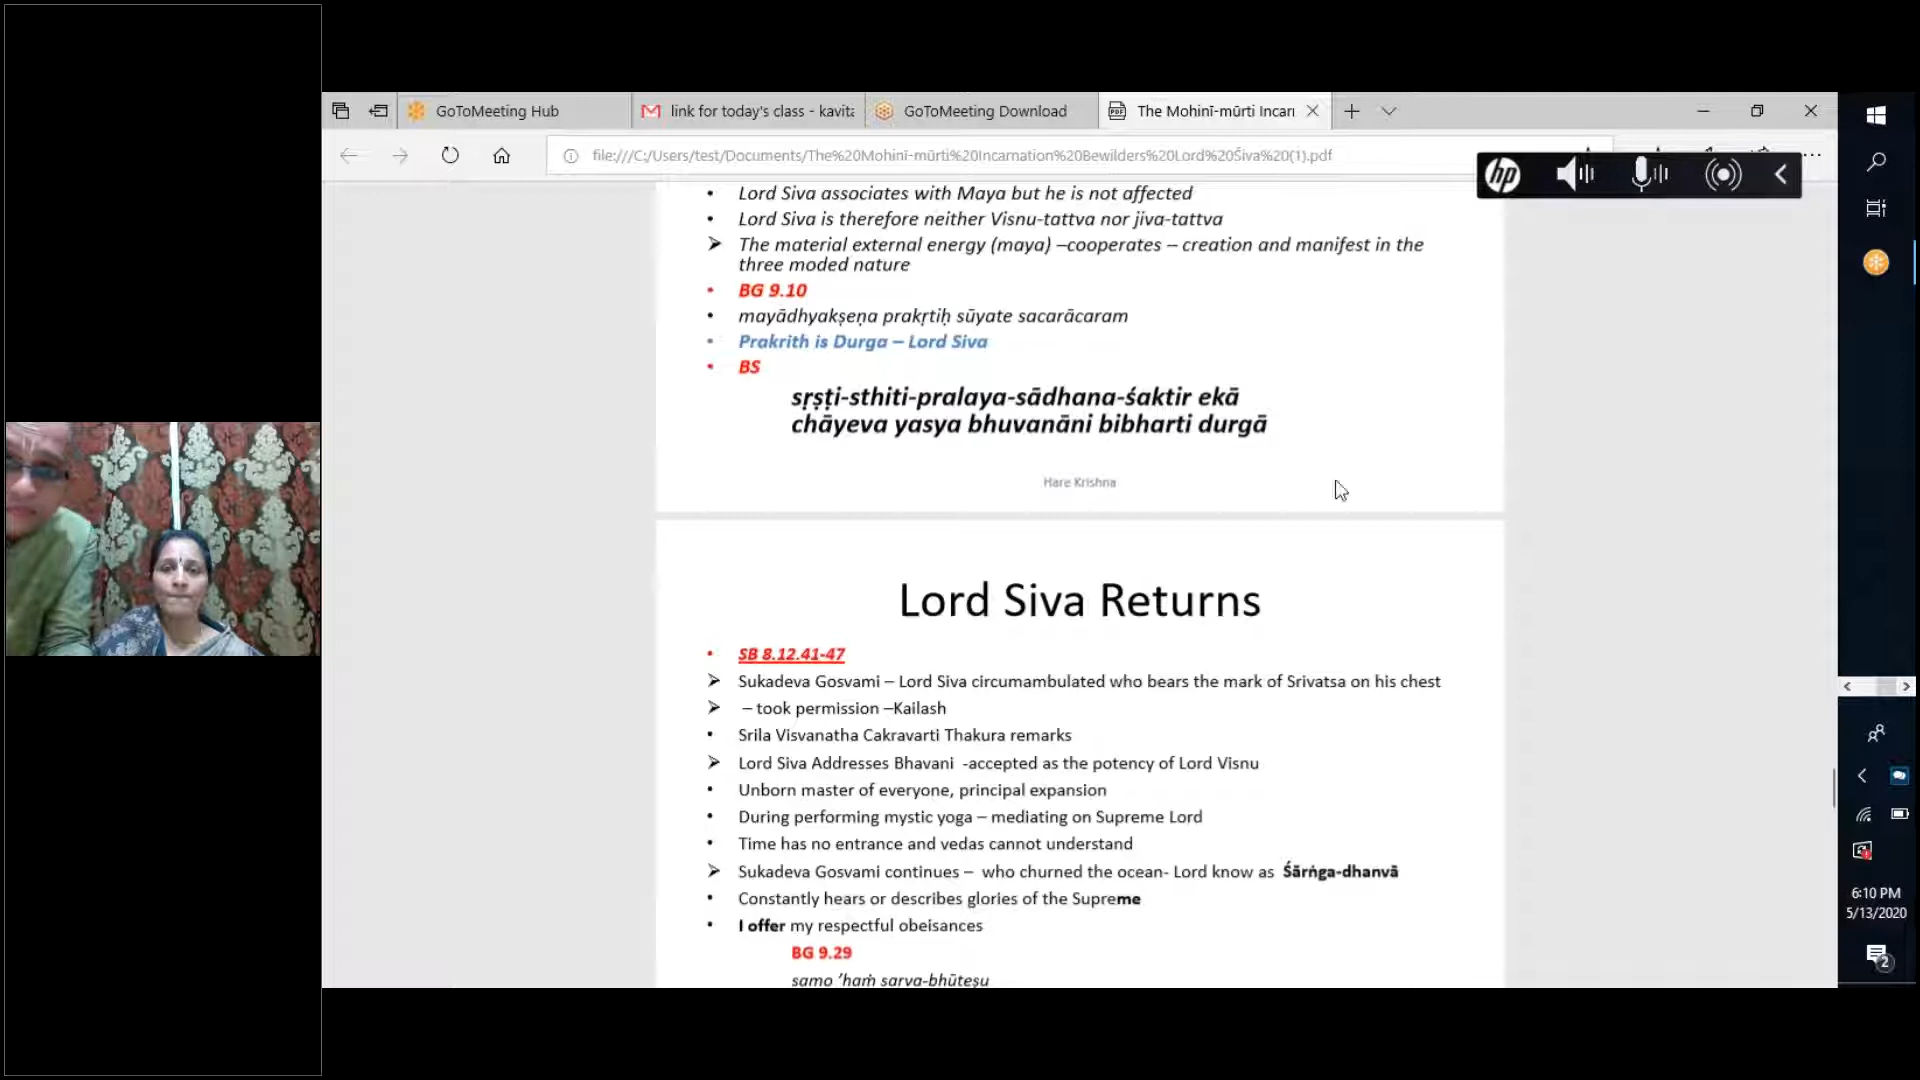 GoToMeeting Hub
link for today's class - kavita
GoToMeeting Download
The Mohinī-mūrti Incarı
file:///C:/Users/test/Documents/The%20Mohinī-mūrti%20Incarnation%20Bewilders%20Lord%20Śiva%20(1).pdf
hp
• Lord Siva associates with Maya but he is not affected
• Lord Siva is therefore neither Visnu-tattva nor jiva-tattva
➢ The material external energy (maya) –cooperates – creation and manifest in the
three moded nature
• BG 9.10
• mayādhyakṣeṇa prakṛtiḥ sūyate sacarācaram
• Prakrith is Durga – Lord Siva
• BS
sṛṣṭi-sthiti-pralaya-sādhana-śaktir ekā
chāyeva yasya bhuvanāni bibharti durgā
Hare Krishna
Lord Siva Returns
• SB 8.12.41-47
➢ Sukadeva Gosvami – Lord Siva circumambulated who bears the mark of Srivatsa on his chest
➢ – took permission –Kailash
• Srila Visvanatha Cakravarti Thakura remarks
➢ Lord Siva Addresses Bhavani -accepted as the potency of Lord Visnu
• Unborn master of everyone, principal expansion
• During performing mystic yoga – mediating on Supreme Lord
• Time has no entrance and vedas cannot understand
➢ Sukadeva Gosvami continues – who churned the ocean- Lord know as Śārṅga-dhanvā
• Constantly hears or describes glories of the Supreme
• I offer my respectful obeisances
BG 9.29
samo 'haṁ sarva-bhūteṣu
6:10 PM
5/13/2020
2